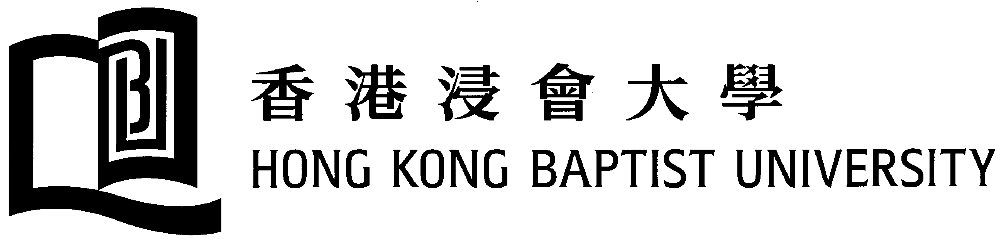 香港浸會大學
HONG KONG BAPTIST UNIVERSITY